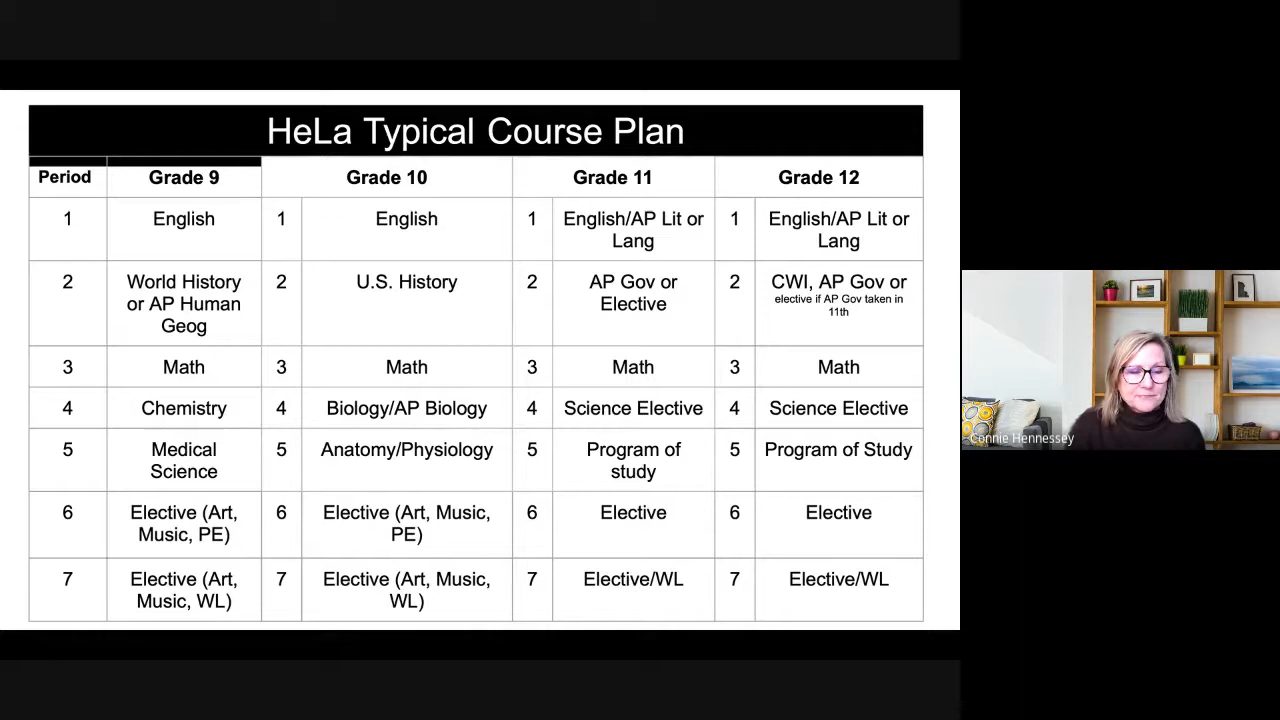 HeLa Typical Course Plan
Period Grade 9 Grade 10 Grade 11 Grade 12
1 English 1 English 1 English/AP Lit or Lang 1 English/AP Lit or Lang
2 World History or AP Human Geog 2 U.S. History 2 AP Gov or Elective 2 CWI, AP Gov or elective if AP Gov taken in 11th
3 Math 3 Math 3 Math 3 Math
4 Chemistry 4 Biology/AP Biology 4 Science Elective 4 Science Elective
5 Medical Science 5 Anatomy/Physiology 5 Program of study 5 Program of Study
6 Elective (Art, Music, PE) 6 Elective (Art, Music, PE) 6 Elective 6 Elective
7 Elective (Art, Music, WL) 7 Elective (Art, Music, WL) 7 Elective/WL 7 Elective/WL
Connie Hennessey